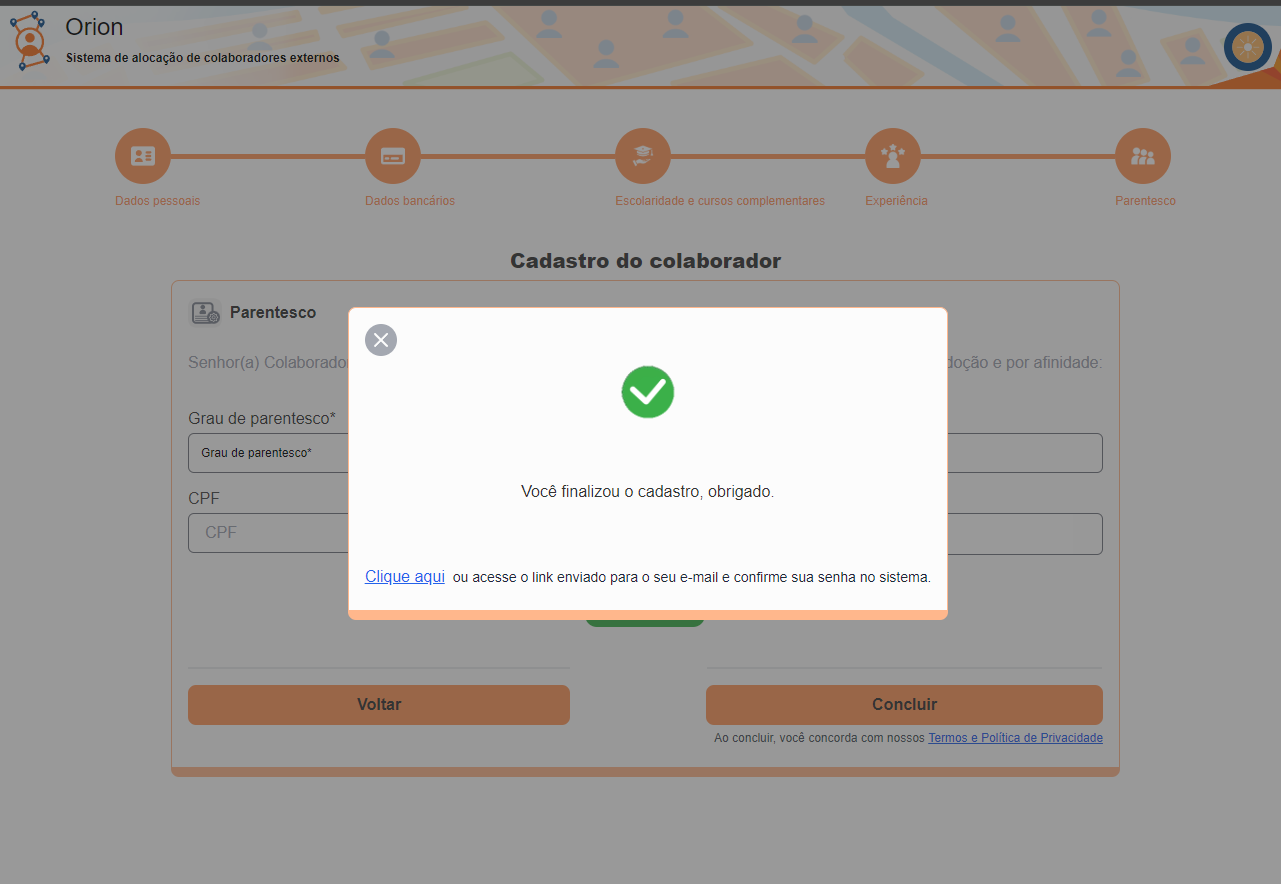 Orion
Sistema de alocação de colaboradores externos
Dados pessoais
Dados bancários
Escolaridade e cursos complementares
Experiência
Parentesco
Cadastro do colaborador
Parentesco
Senhor(a) Colaborador
doção e por afinidade:
Grau de parentesco*
Grau de parentesco*
CPF
CPF
Você finalizou o cadastro, obrigado.
Clique aqui ou acesse o link enviado para o seu e-mail e confirme sua senha no sistema.
Voltar
Concluir
Ao concluir, você concorda com nossos Termos e Política de Privacidade